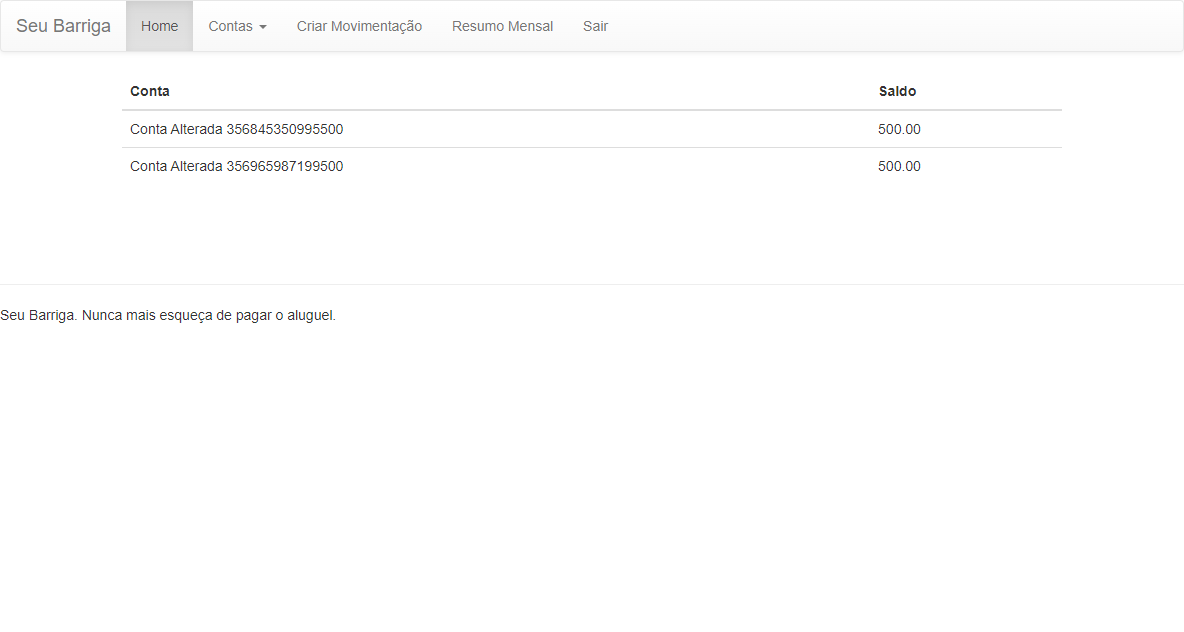 Seu Barriga Home Contas Criar Movimentação Resumo Mensal Sair
Conta Saldo
Conta Alterada 356845350995500 500.00
Conta Alterada 356965987199500 500.00
Seu Barriga. Nunca mais esqueça de pagar o aluguel.